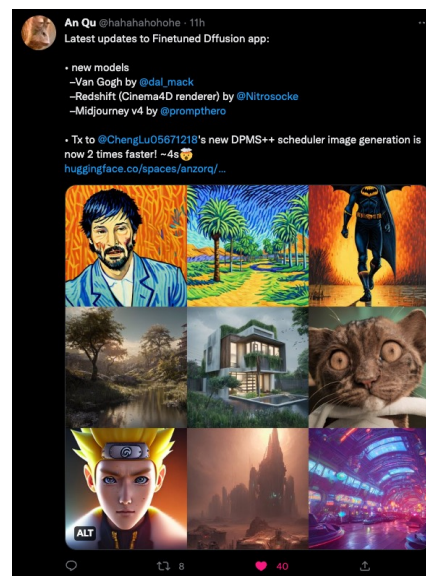 An Qu @hahahahohohe · 11h
Latest updates to Finetuned Dffusion app:
• new models
–Van Gogh by @dal_mack
–Redshift (Cinema4D renderer) by @Nitrosocke
–Midjourney v4 by @prompthero
• Tx to @ChengLu05671218's new DPMS++ scheduler image generation is
now 2 times faster! ~4s🤯
huggingface.co/spaces/anzorq/...
ALT
8
40